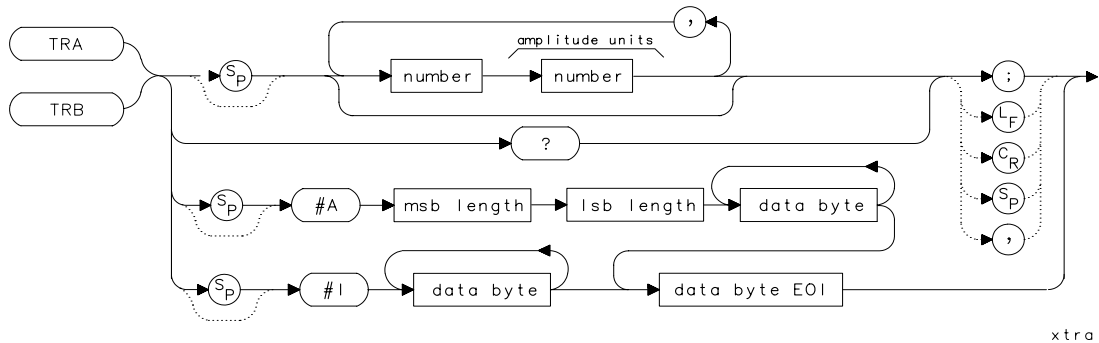 ,
amplitude units
TRA
SP
number
number
;
TRB
LF
?
CR
SP
#A
msb length
lsb length
data byte
SP
,
SP
#I
data byte
data byte EOI
xtra